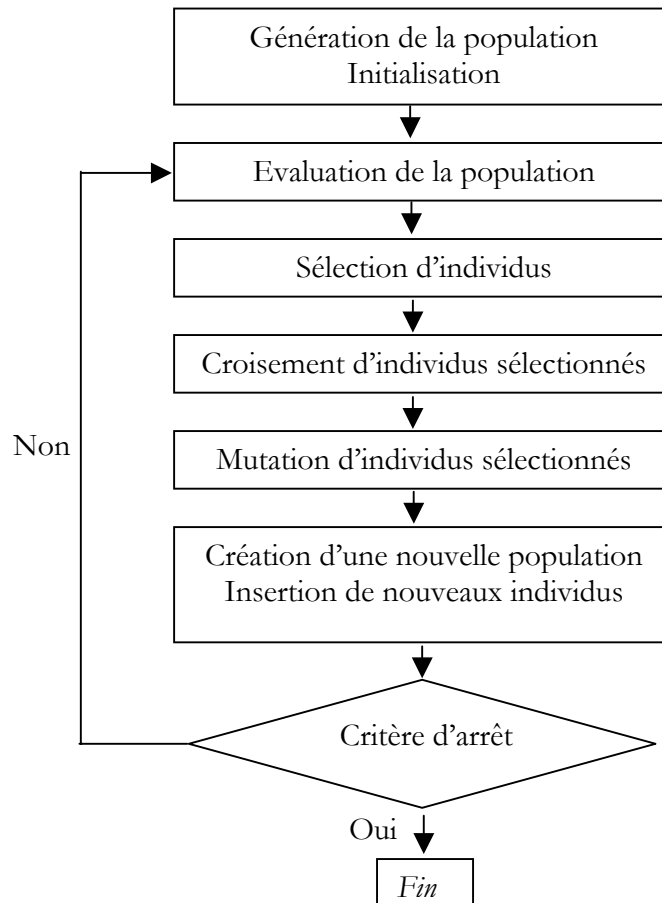 Génération de la population
Initialisation
Evaluation de la population
Sélection d'individus
Croisement d'individus sélectionnés
Non
Mutation d'individus sélectionnés
Création d'une nouvelle population
Insertion de nouveaux individus
Critère d'arrêt
Oui
Fin